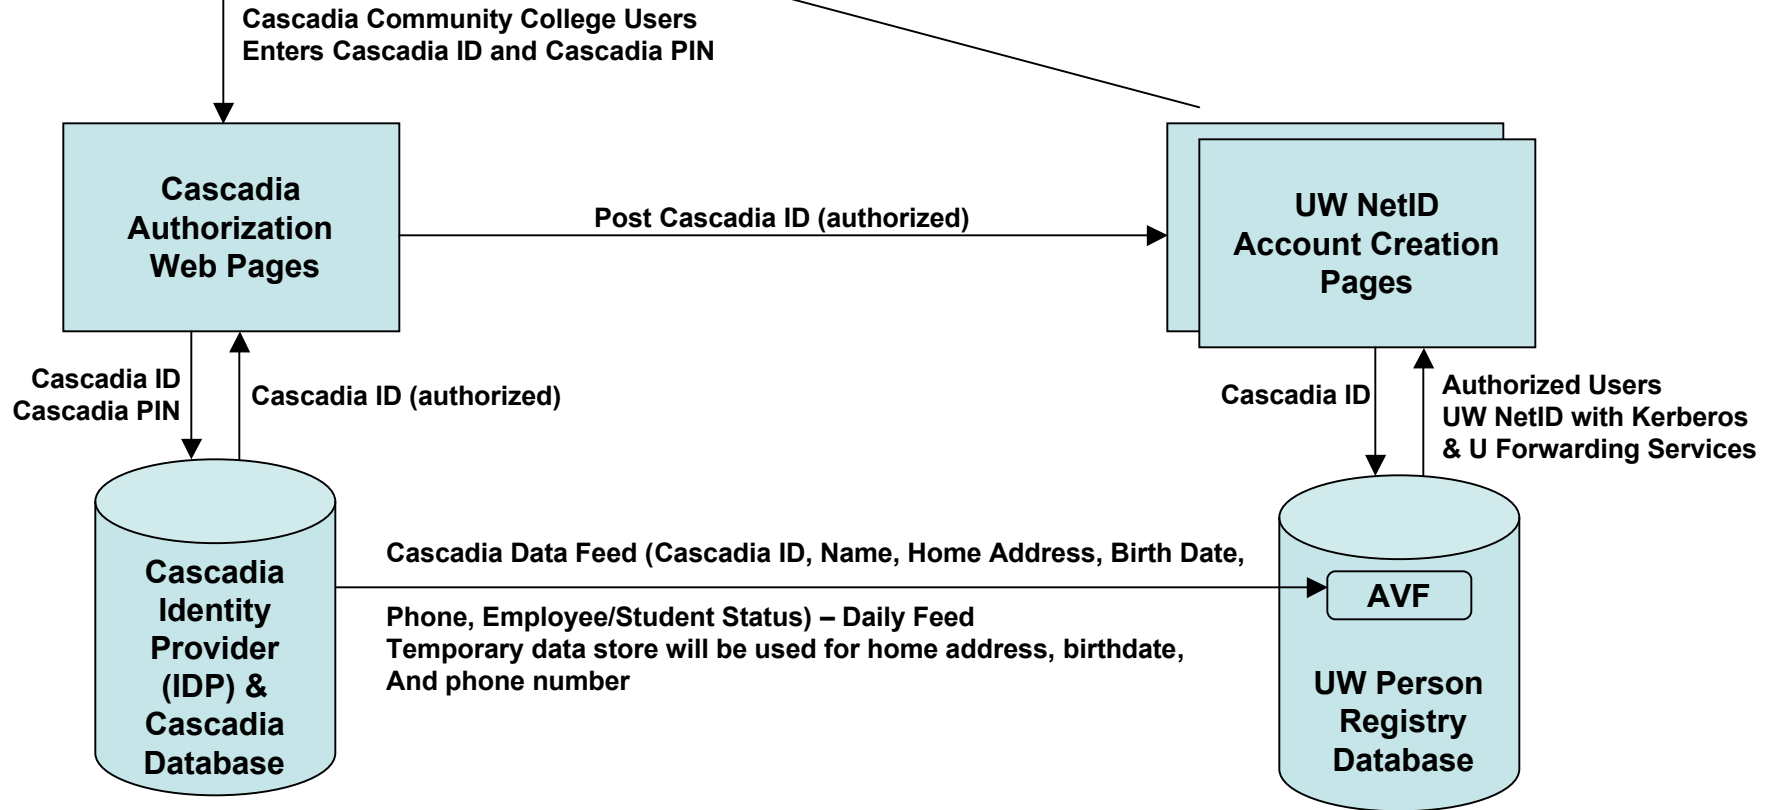 Cascadia Community College Users
Enters Cascadia ID and Cascadia PIN
Cascadia
Authorization
Web Pages
Post Cascadia ID (authorized)
UW NetID
Account Creation
Pages
Cascadia ID
Cascadia PIN
Cascadia ID (authorized)
Cascadia ID
Authorized Users
UW NetID with Kerberos
& U Forwarding Services
Cascadia Identity
Provider
(IDP) &
Cascadia
Database
Cascadia Data Feed (Cascadia ID, Name, Home Address, Birth Date,
Phone, Employee/Student Status) – Daily Feed
Temporary data store will be used for home address, birthdate,
And phone number
AVF
UW Person
Registry
Database